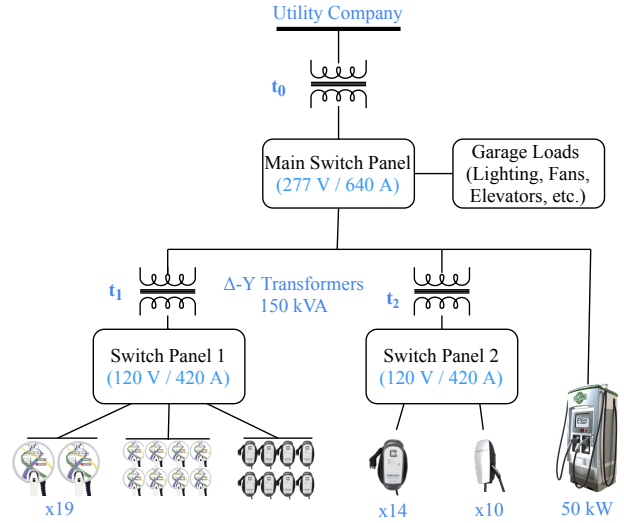 Utility Company
t0
Main Switch Panel
(277 V / 640 A)
Garage Loads
(Lighting, Fans,
Elevators, etc.)
t1
Δ-Y Transformers
150 kVA
t2
Switch Panel 1
(120 V / 420 A)
Switch Panel 2
(120 V / 420 A)
x19
x14
x10
50 kW